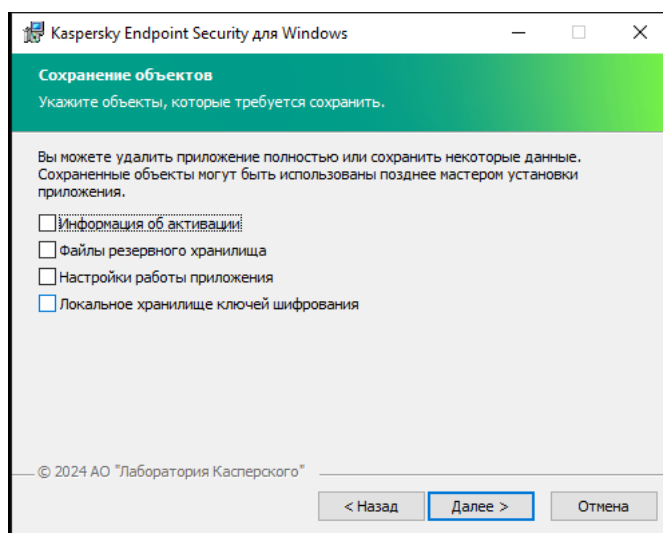 Kaspersky Endpoint Security для Windows
Сохранение объектов
Укажите объекты, которые требуется сохранить.
Вы можете удалить приложение полностью или сохранить некоторые данные.
Сохраненные объекты могут быть использованы позднее мастером установки
приложения.
Информация об активации
Файлы резервного хранилища
Настройки работы приложения
Локальное хранилище ключей шифрования
© 2024 АО "Лаборатория Касперского"
< Назад
Далее >
Отмена